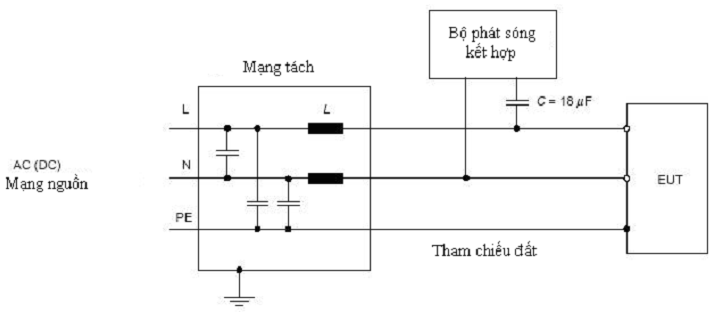 Bộ phát sóng
kết hợp
Mạng tách
C = 18 µF
L
L
AC (DC)
Mạng nguồn
N
EUT
PE
Tham chiếu đất